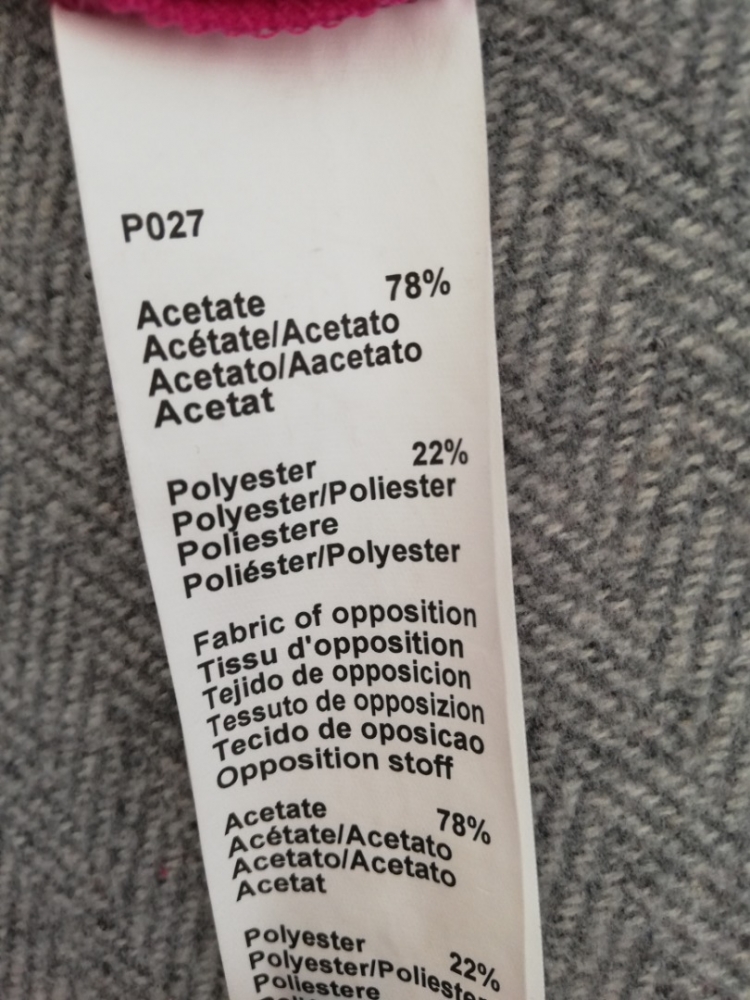 P027
Acetate 78%
Acétate/Acetato
Acetato/Aacetato
Acetat
Polyester 22%
Polyester/Poliester
Poliestere
Poliéster/Polyester
Fabric of opposition
Tissu d'opposition
Tejido de opposicion
Tessuto de opposizion
Tecido de oposicao
Opposition stoff
Acetate 78%
Acétate/Acetato
Acetato/Acetato
Acetat
Polyester 22%
Polyester/Poliester
Poliestere